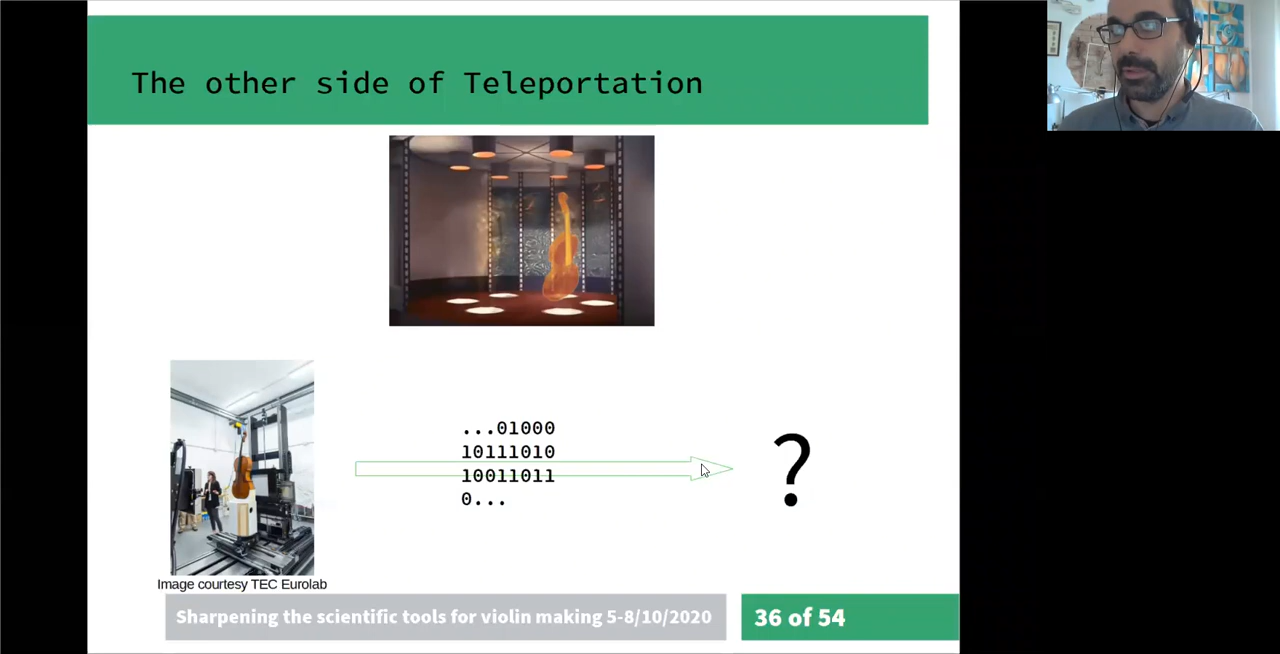 The other side of Teleportation
...01000
10111010
10011011
0...
?
Image courtesy TEC Eurolab
Sharpening the scientific tools for violin making 5-8/10/2020
36 of 54